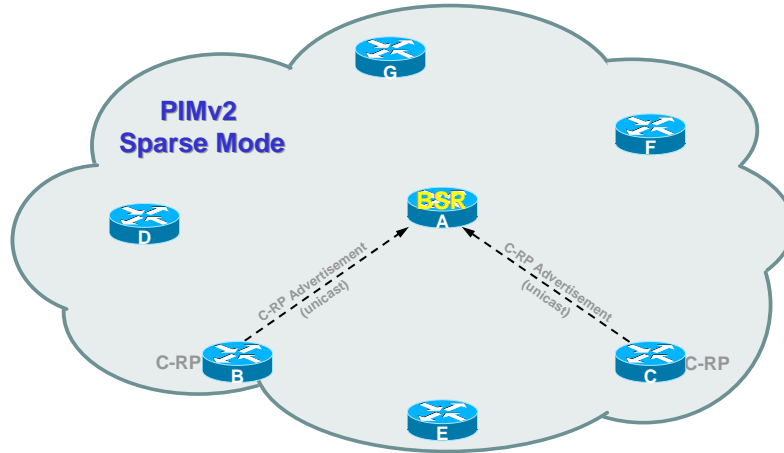 G
PIMv2
Sparse Mode
F
BSR
A
D
C-RP Advertisement
(unicast)
C-RP Advertisement
(unicast)
C-RP
B
C
C-RP
E